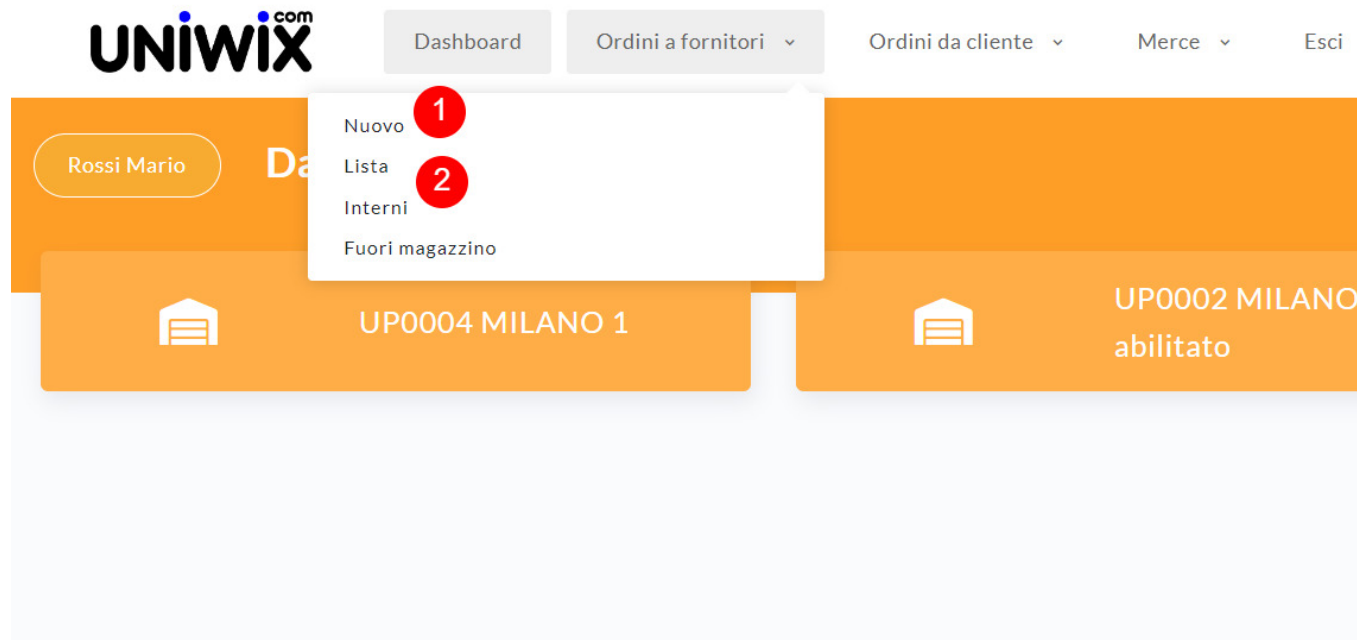 com
UNiWiX
Dashboard
Ordini a fornitori
Ordini da cliente
Merce
Esci
Nuovo
1
Lista
2
Interni
Fuori magazzino
Rossi Mario
UP0004 MILANO 1
UP0002 MILANO
abilitato